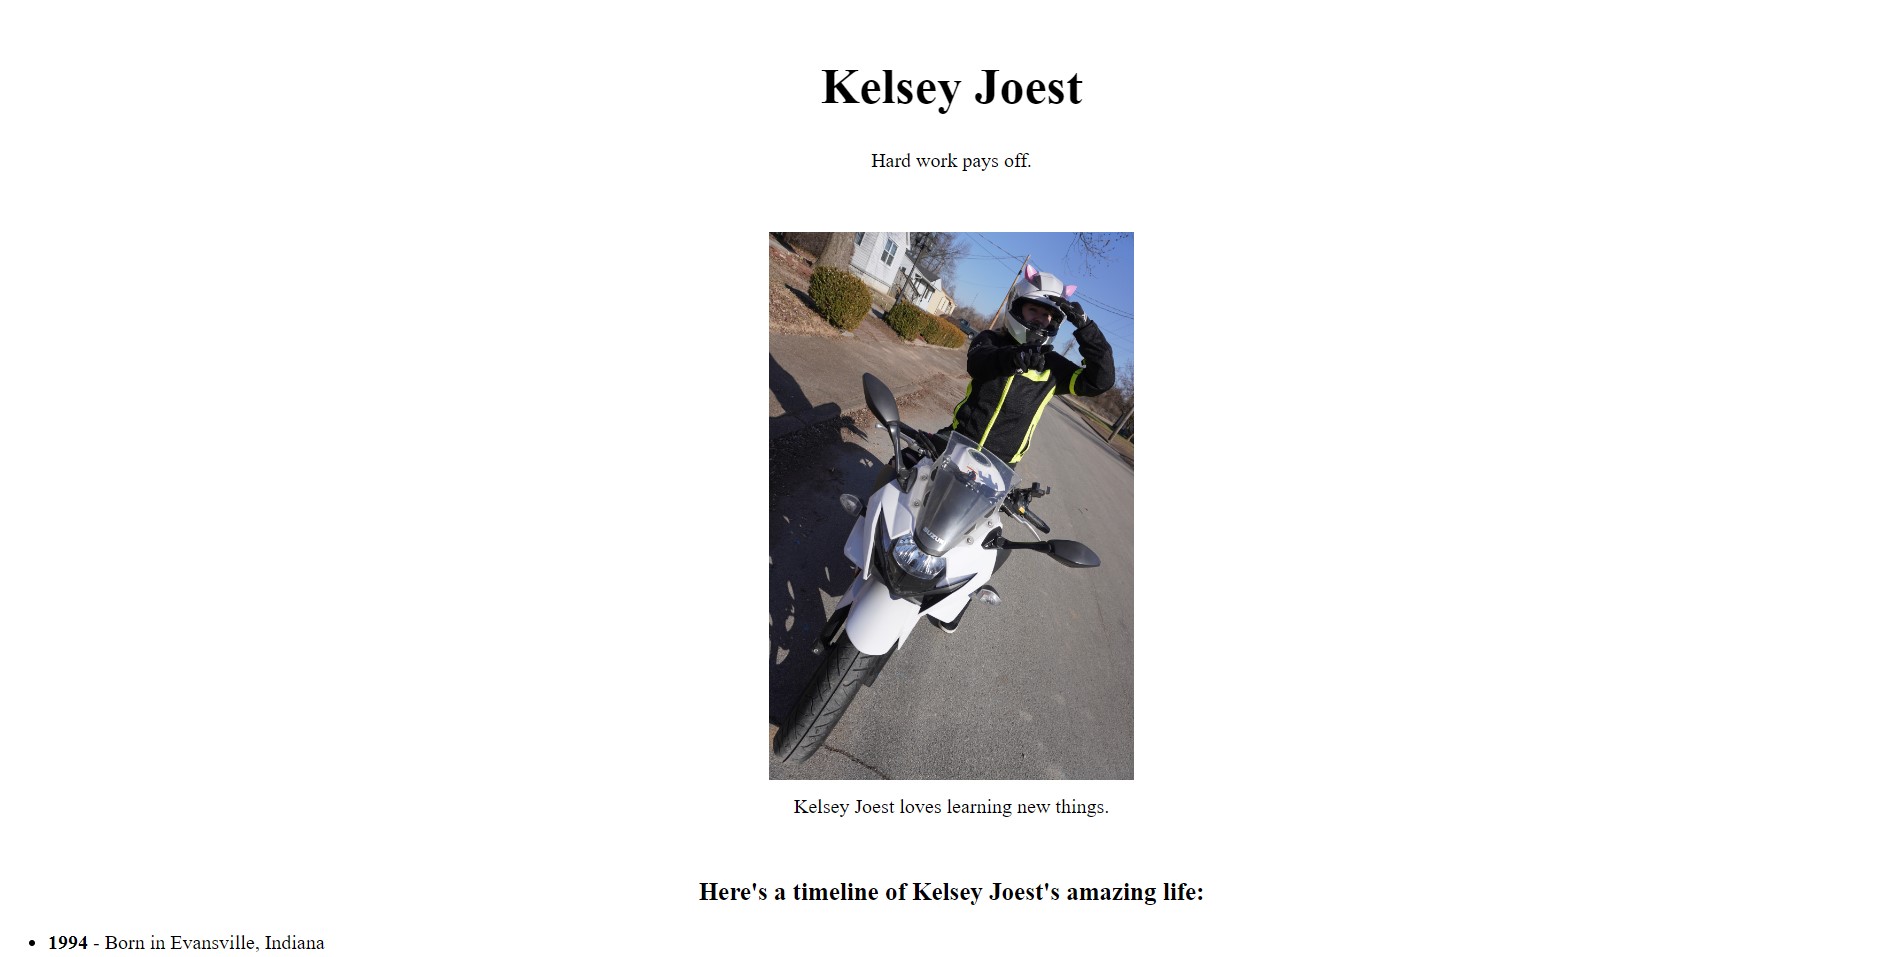 Kelsey Joest
Hard work pays off.
SUZUKI
Kelsey Joest loves learning new things.
Here's a timeline of Kelsey Joest's amazing life:
• 1994 - Born in Evansville, Indiana